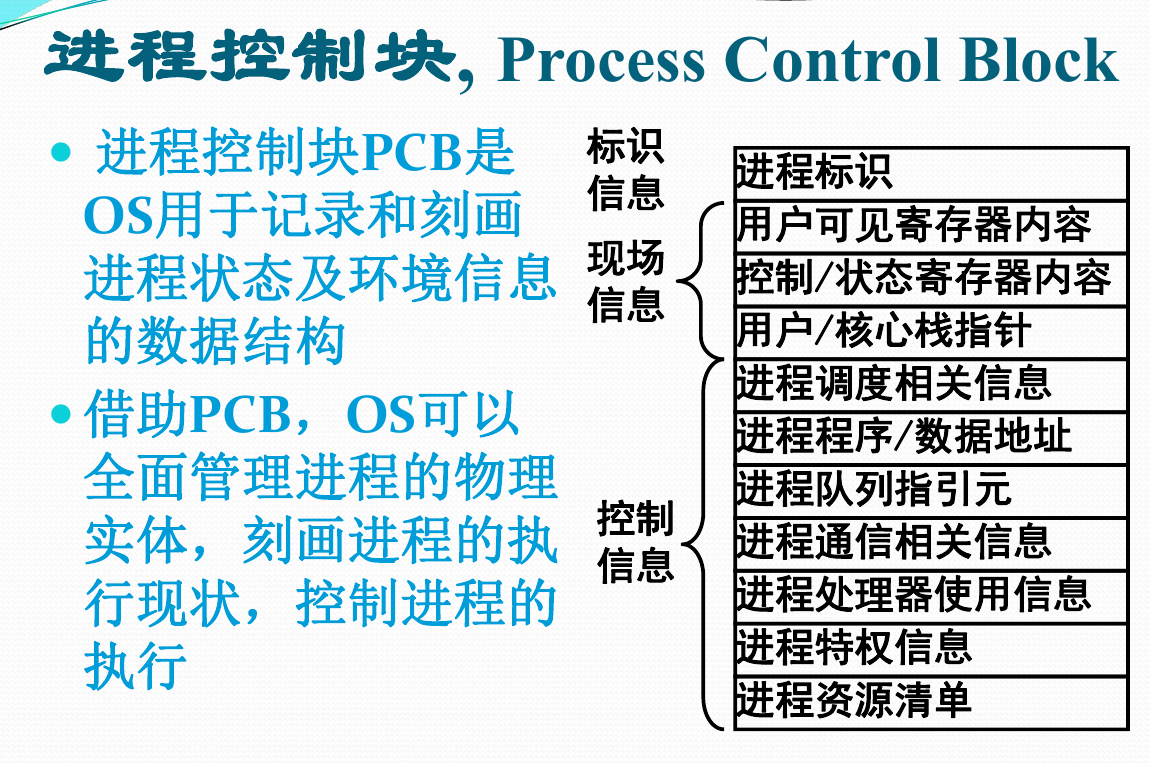 进程控制块, Process Control Block
进程控制块PCB是
OS用于记录和刻画
进程状态及环境信息
的数据结构
借助PCB，OS可以
全面管理进程的物理
实体，刻画进程的执
行现状，控制进程的
执行
标识
信息
现场
信息
控制
信息
进程标识
用户可见寄存器内容
控制/状态寄存器内容
用户/核心栈指针
进程调度相关信息
进程程序/数据地址
进程队列指引元
进程通信相关信息
进程处理器使用信息
进程特权信息
进程资源清单